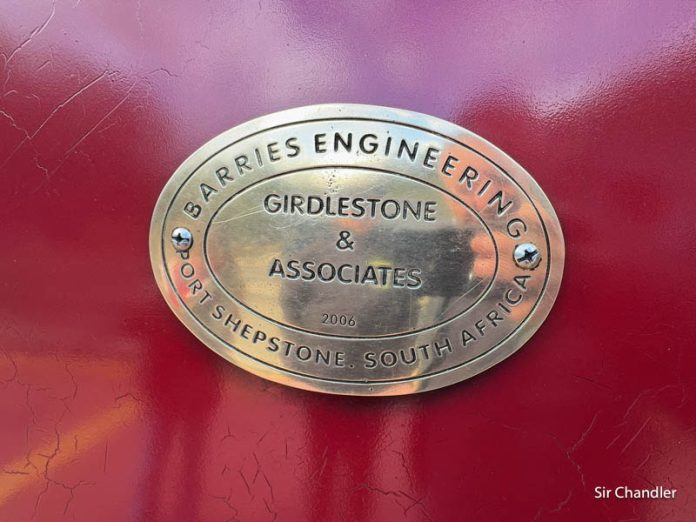 BARRIES ENGINEERING
GIRDLESTONE
&
ASSOCIATES
2006
PORT SHEPSTONE. SOUTH AFRICA
Sir Chandler